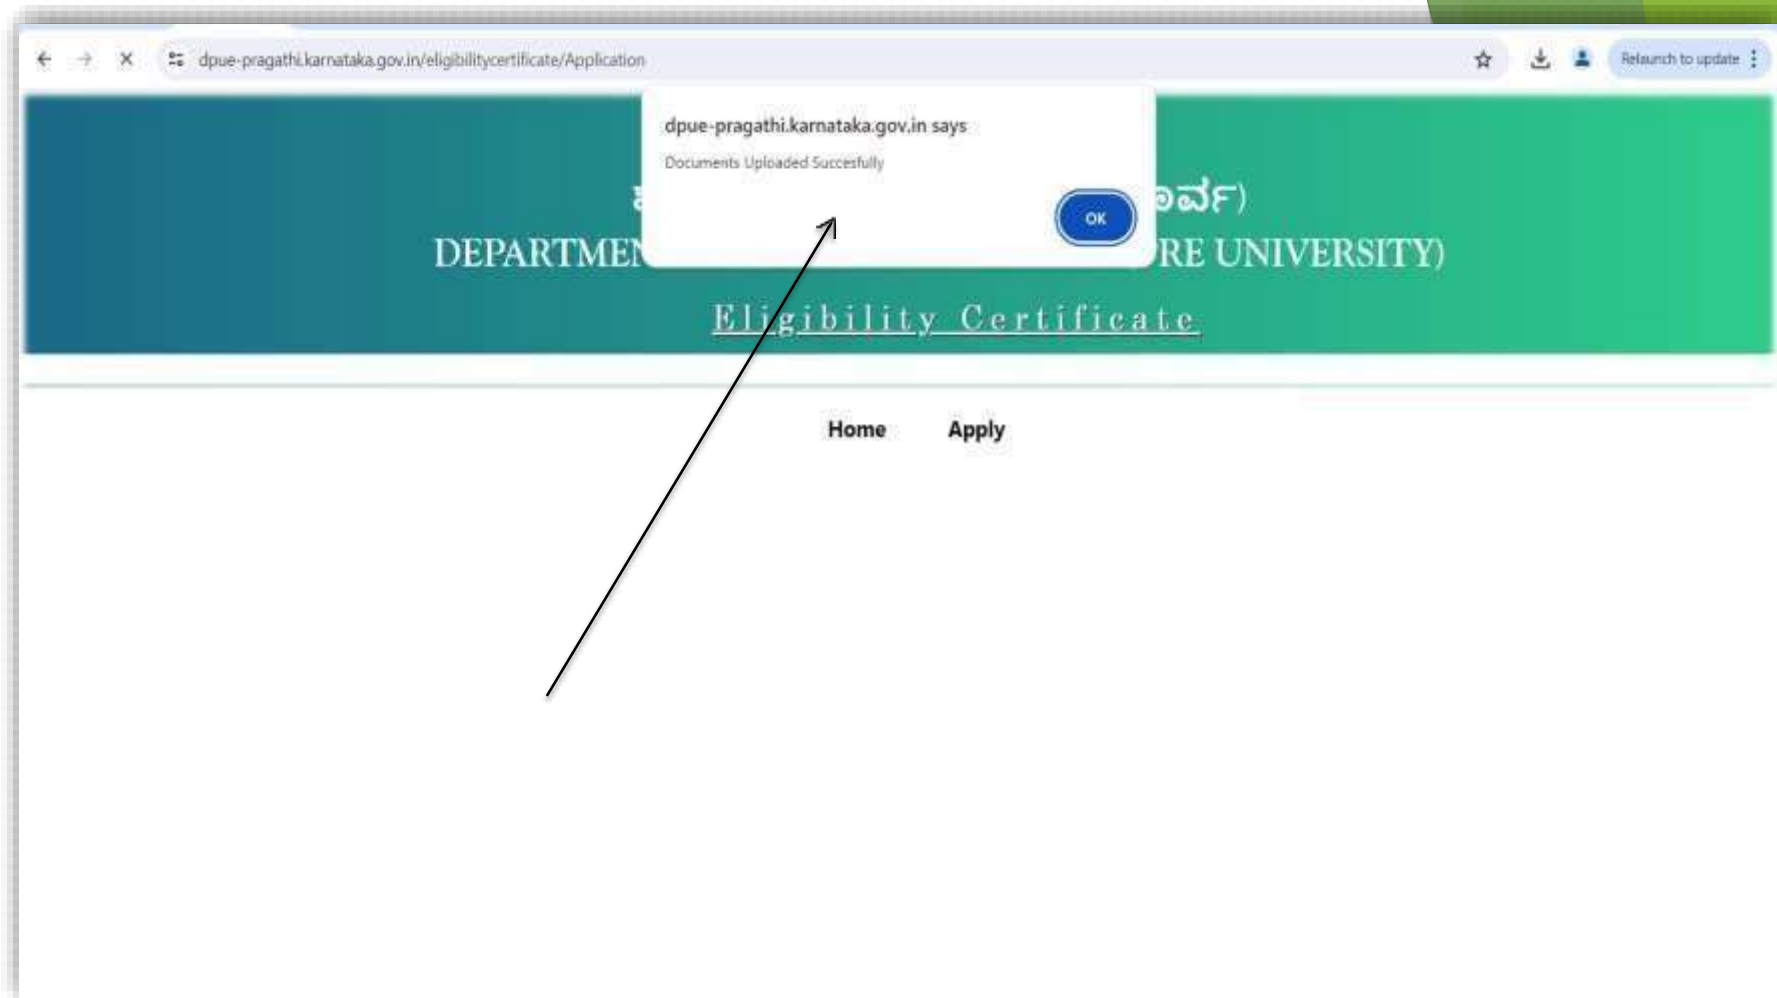 dpue-pragathi.karnataka.gov.in/eligibilitycertificate/Application
Relaunch to update
dpue-pragathi.karnataka.gov.in says
Documents Uploaded Succesfully
OK
RE UNIVERSITY)
Eligibility Certificate
Home Apply